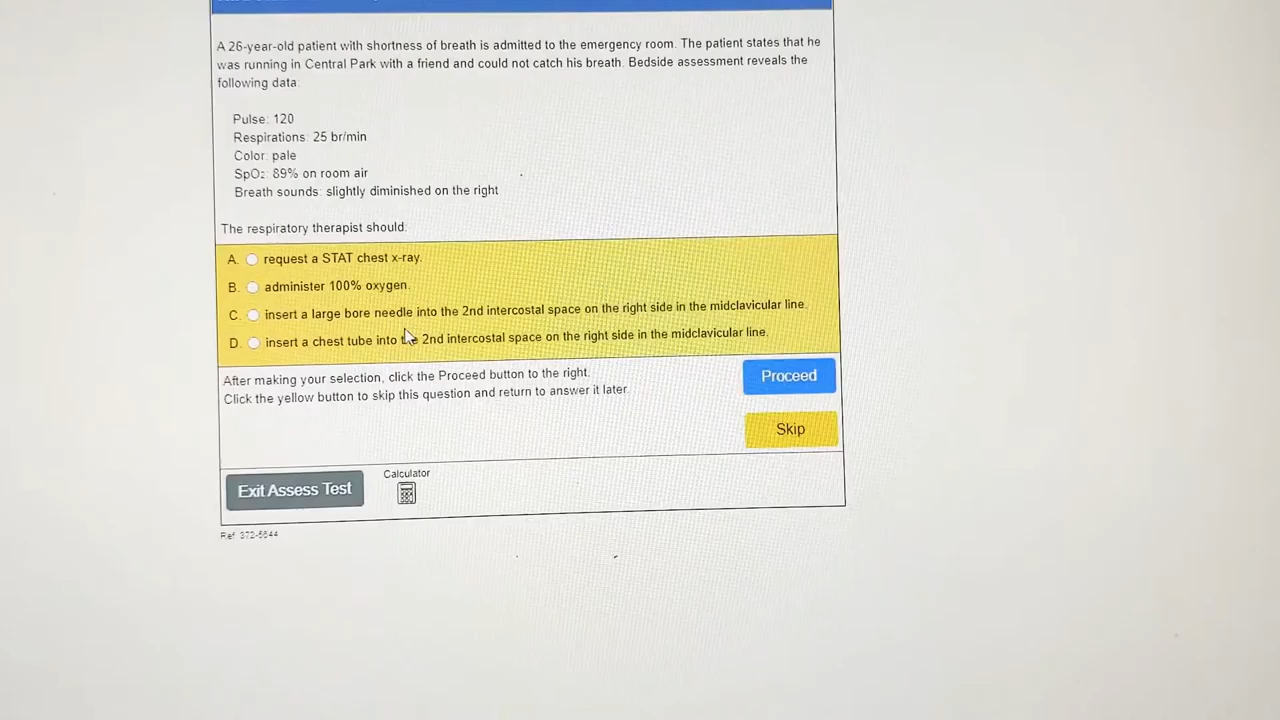 A 26-year-old patient with shortness of breath is admitted to the emergency room. The patient states that he
was running in Central Park with a friend and could not catch his breath. Bedside assessment reveals the
following data:
Pulse: 120
Respirations: 25 br/min
Color: pale
SpO2: 89% on room air
Breath sounds: slightly diminished on the right
The respiratory therapist should:
A. request a STAT chest x-ray.
B. administer 100% oxygen.
C. insert a large bore needle into the 2nd intercostal space on the right side in the midclavicular line.
D. insert a chest tube into the 2nd intercostal space on the right side in the midclavicular line.
After making your selection, click the Proceed button to the right.
Click the yellow button to skip this question and return to answer it later.
Proceed
Skip
Exit Assess Test
Calculator
Ref: 372-5644